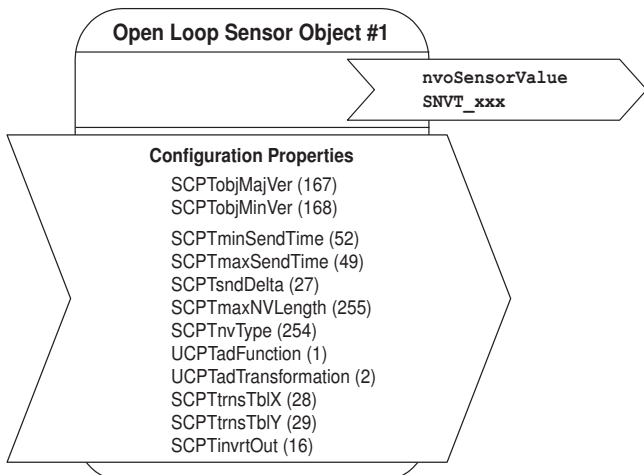 Open Loop Sensor Object #1
nvoSensorValue
SNVT_xxx
Configuration Properties
SCPTobjMajVer (167)
SCPTobjMinVer (168)
SCPTminSendTime (52)
SCPTmaxSendTime (49)
SCPTsndDelta (27)
SCPTmaxNVLength (255)
SCPTnvType (254)
UCPTadFunction (1)
UCPTadTransformation (2)
SCPTtrnsTblX (28)
SCPTtrnsTblY (29)
SCPTinvrtOut (16)